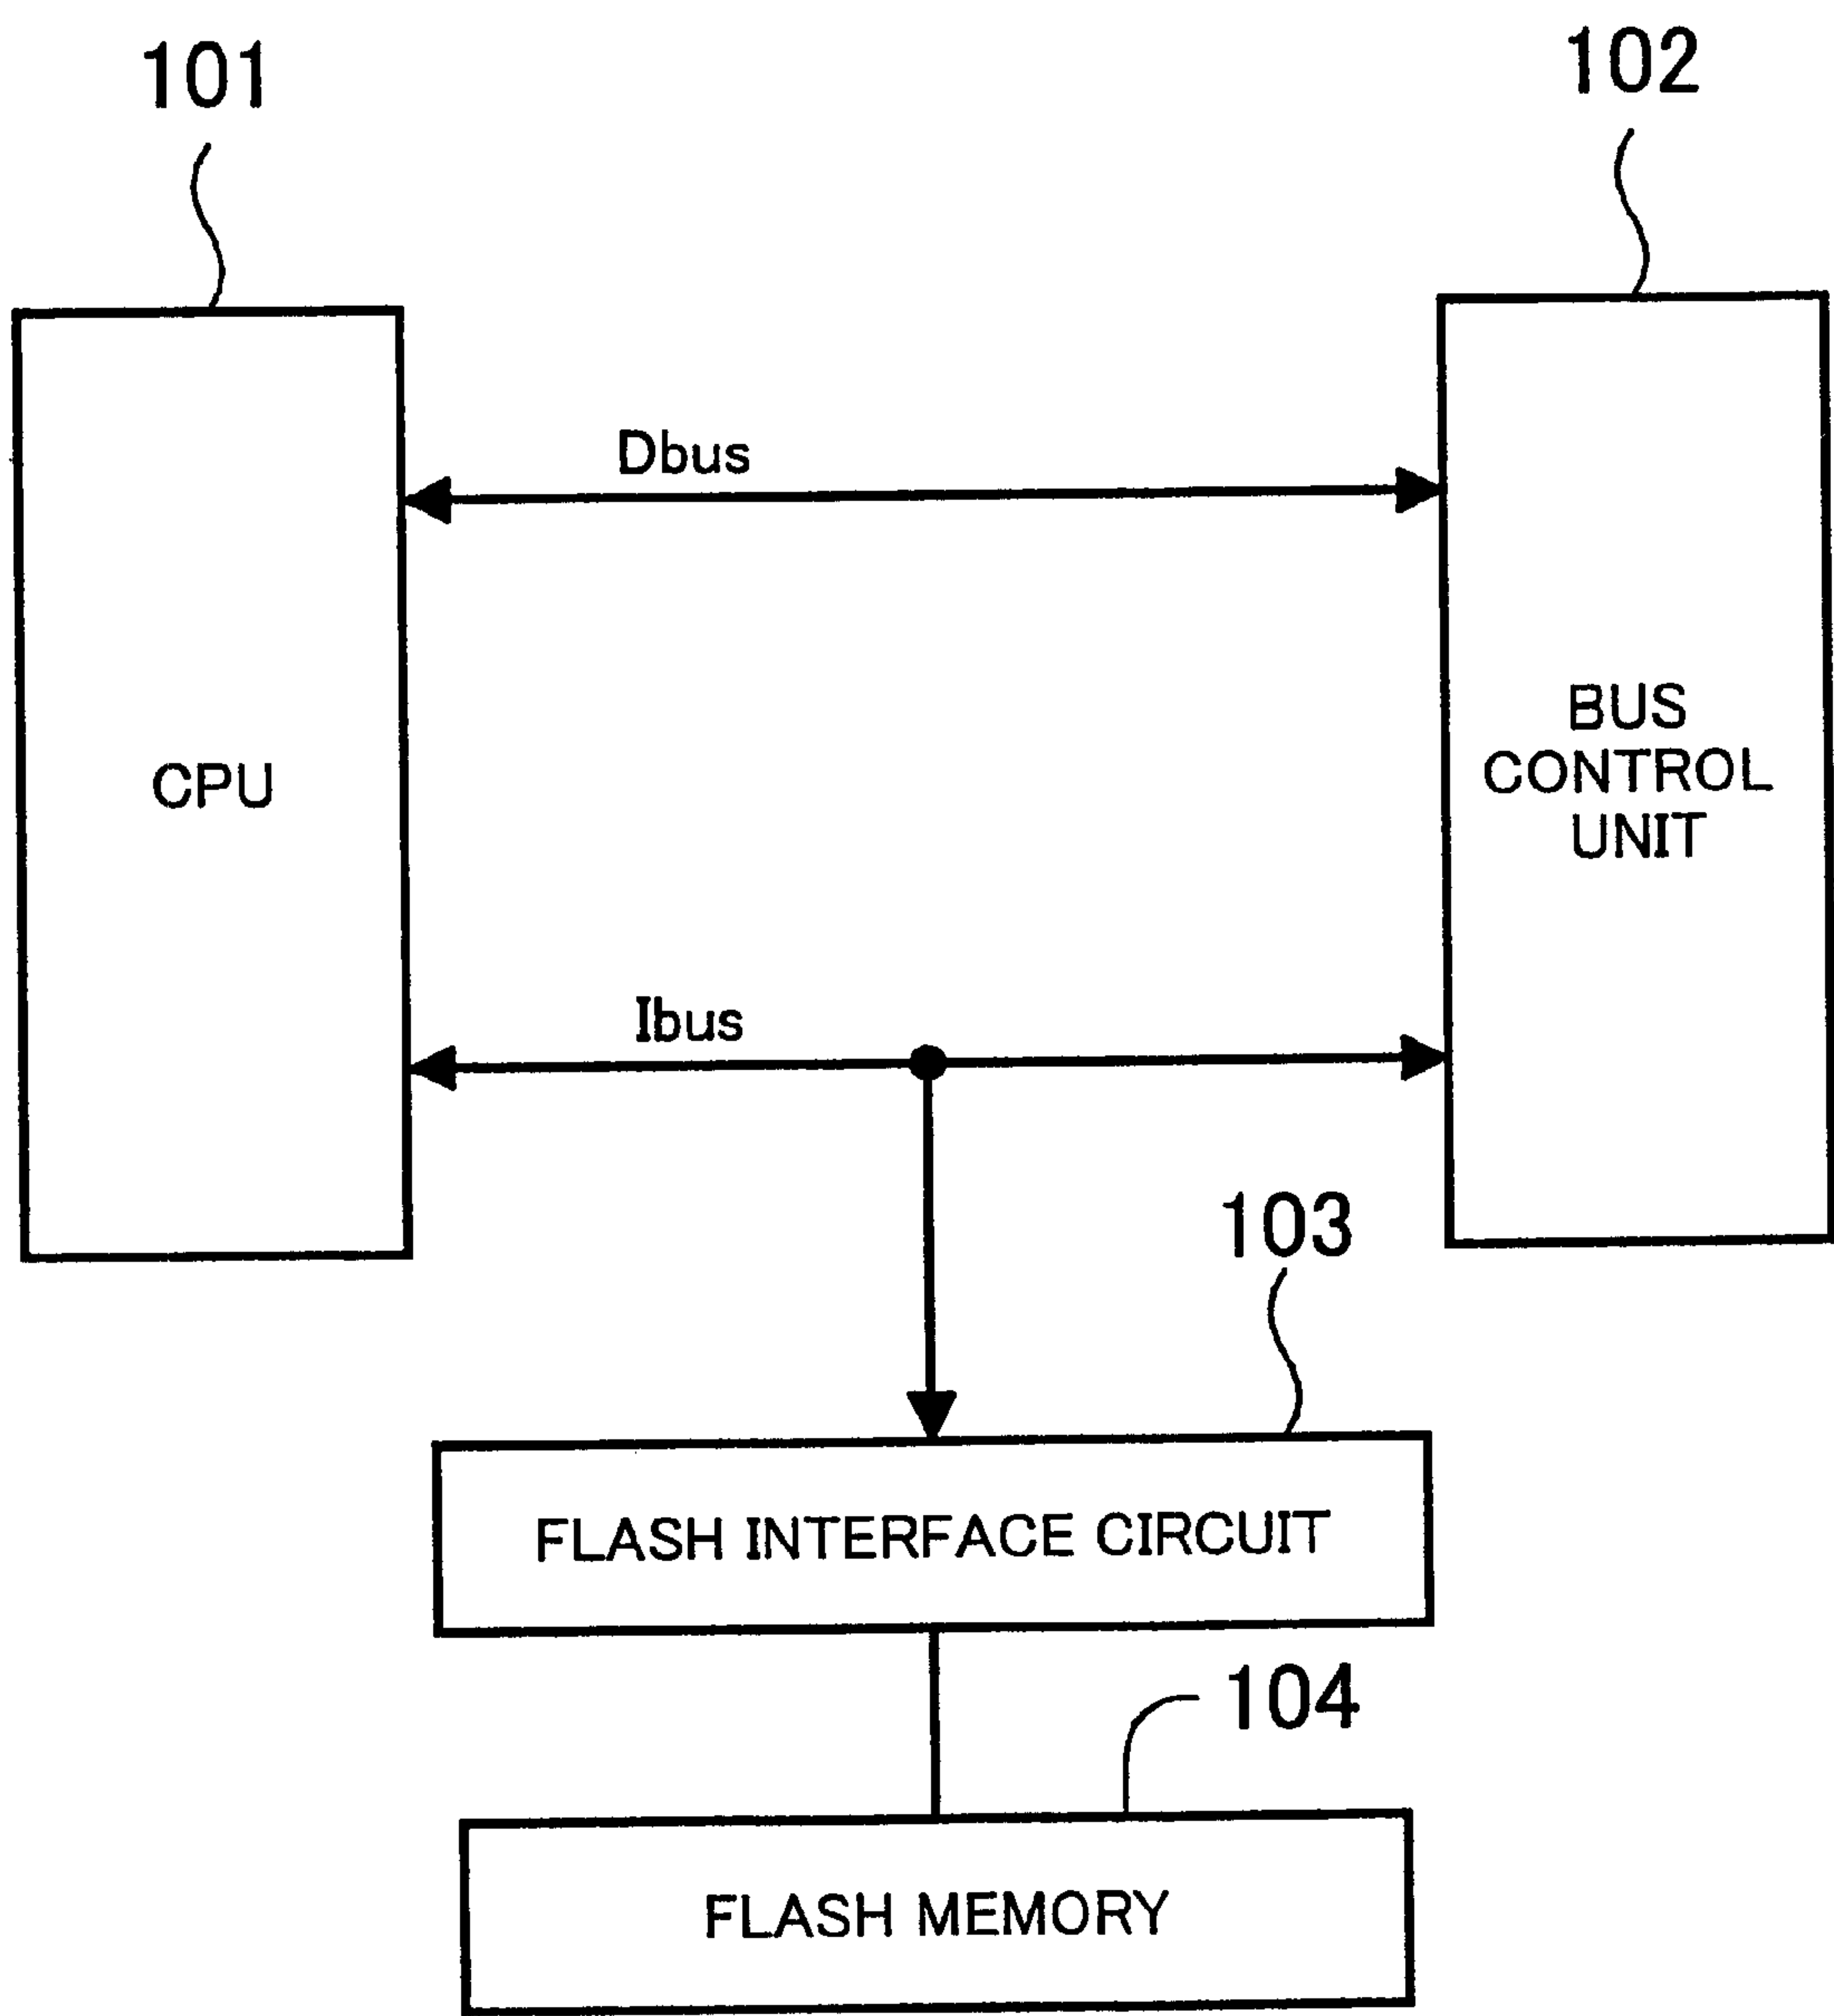 101
102
Dbus
CPU
BUS
CONTROL
UNIT
Ibus
103
FLASH INTERFACE CIRCUIT
104
FLASH MEMORY